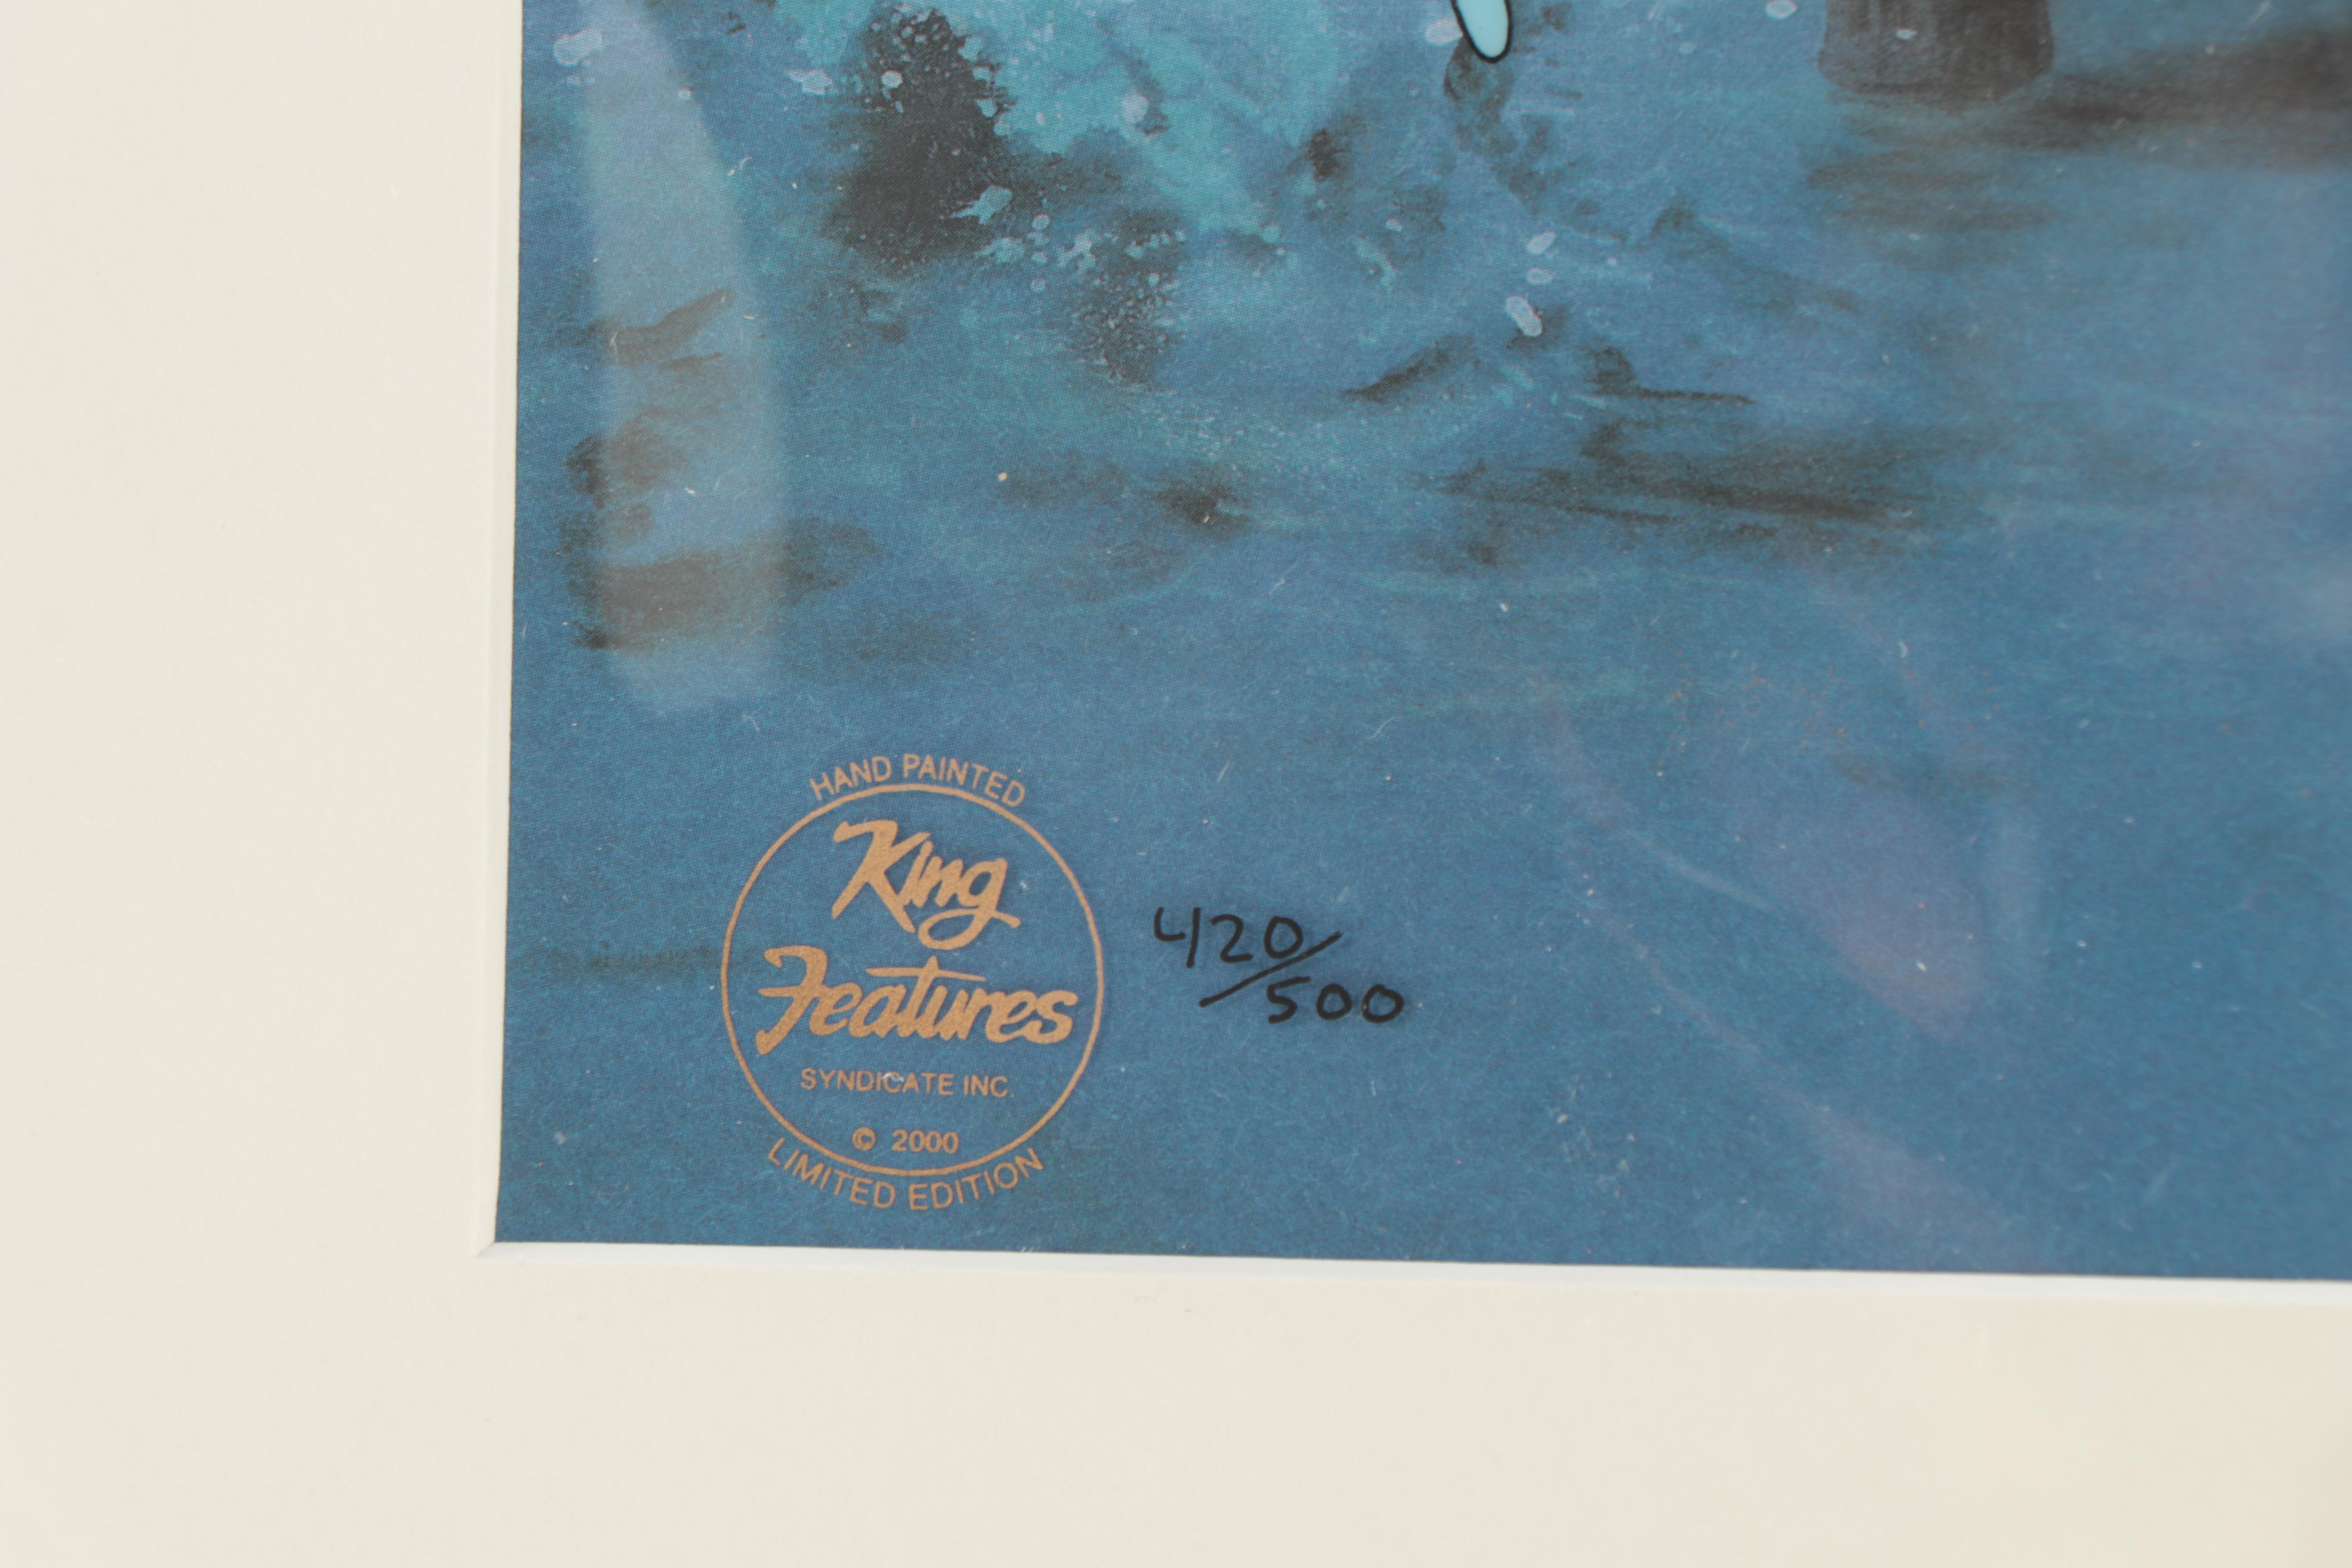 HAND PAINTED
King
Features
SYNDICATE INC.
© 2000
LIMITED EDITION
420/500